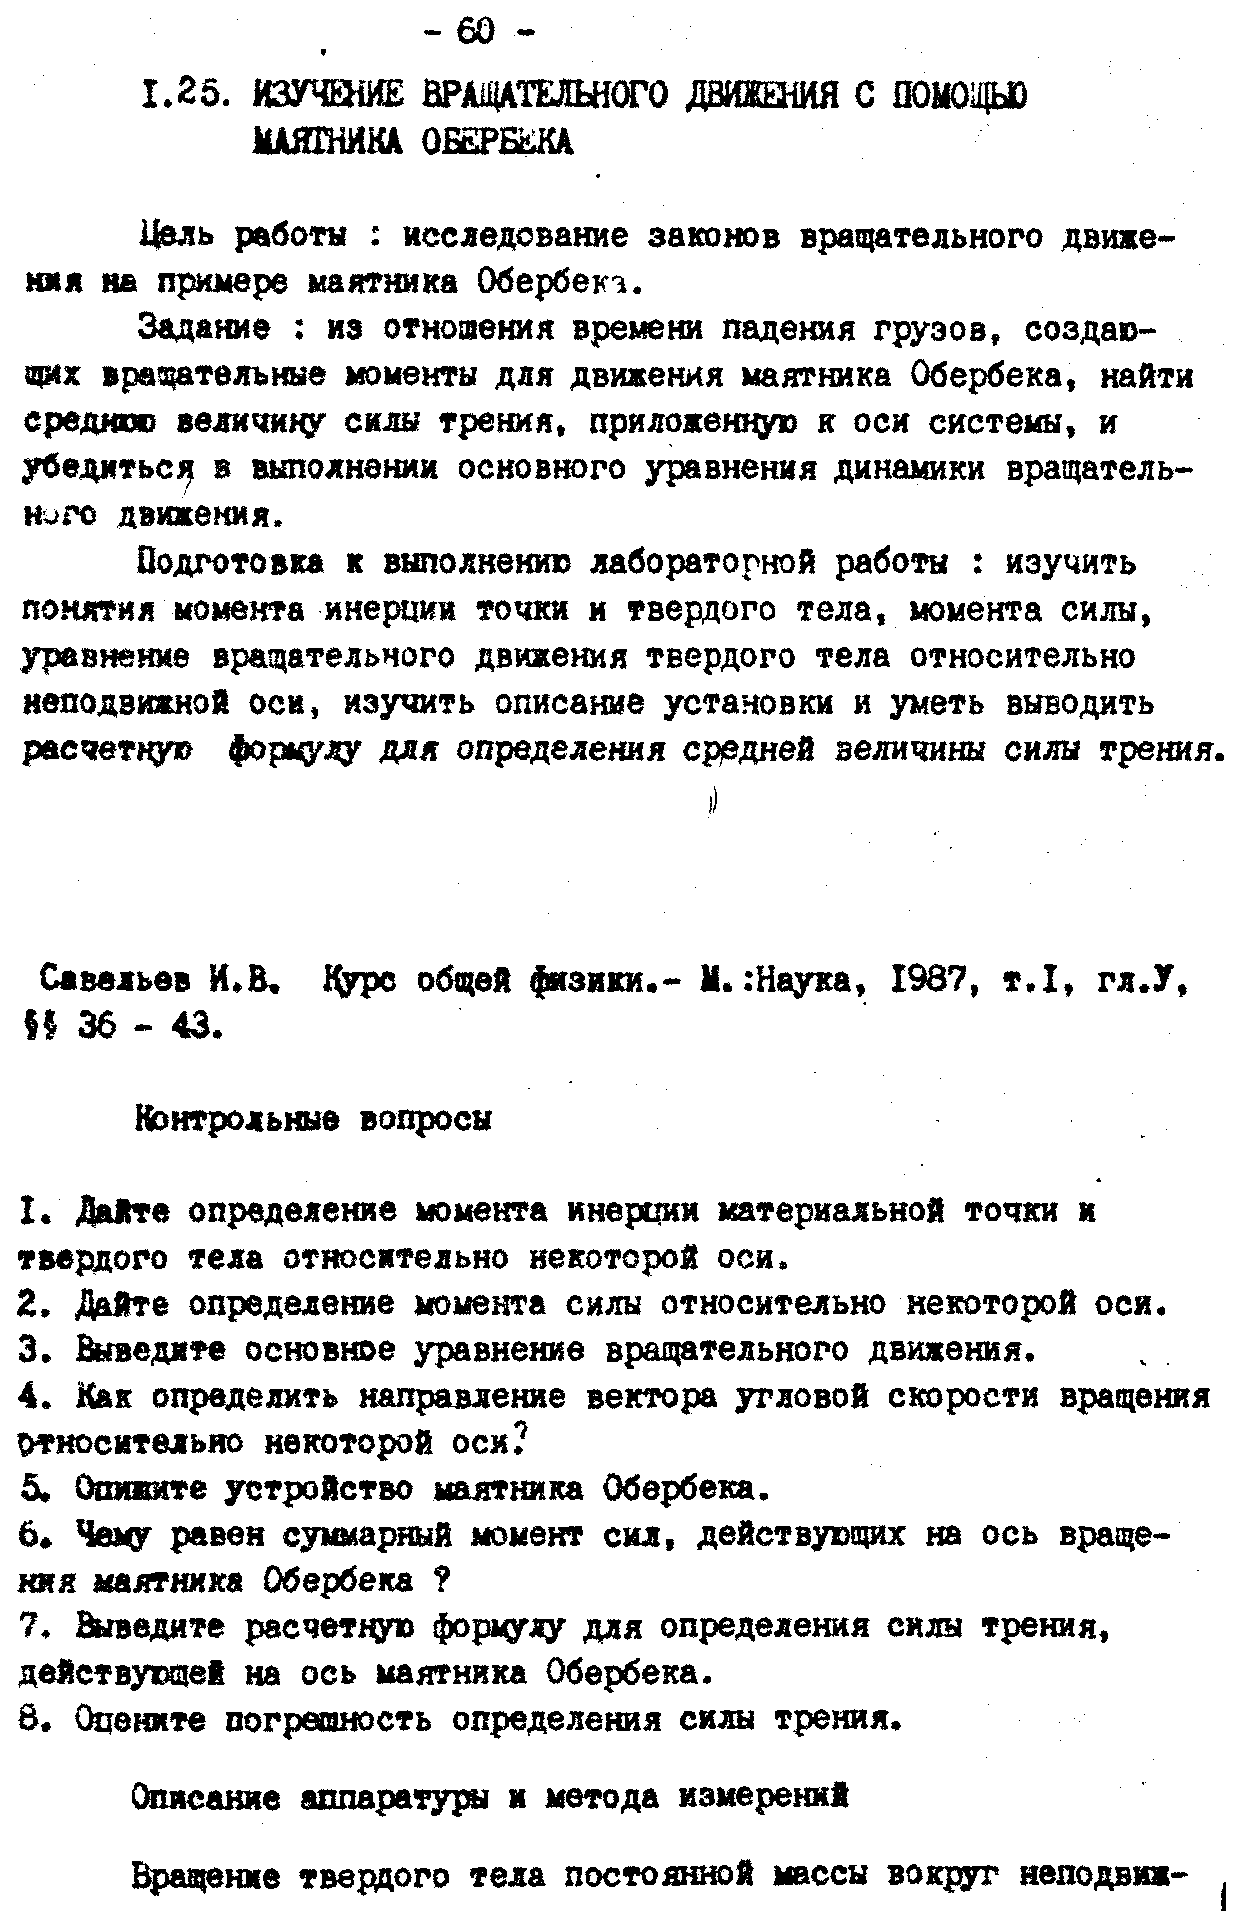 - 60 -
I.25. ИЗУЧЕНИЕ ВРАЩАТЕЛЬНОГО ДВИЖЕНИЯ С ПОМОЩЬЮ
МАЯТНИКА ОБЕРБЕКА
Цель работы : исследование законов вращательного движе-
ния на примере маятника Обербека.
Задание : из отношения времени падения грузов, создаю-
щих вращательные моменты для движения маятника Обербека, найти
среднюю величину силы трения, приложенную к оси системы, и
убедиться в выполнении основного уравнения динамики вращатель-
ного движения.
Подготовка к выполнению лабораторной работы : изучить
понятия момента инерции точки и твердого тела, момента силы,
уравнение вращательного движения твердого тела относительно
неподвижной оси, изучить описание установки и уметь выводить
расчетную формулу для определения средней величины силы трения.
Савельев И.В. Курс общей физики.- М.:Наука, 1987, т.I, гл.У,
§§ 36 - 43.
Контрольные вопросы
I. Дайте определение момента инерции материальной точки и
твердого тела относительно некоторой оси.
2. Дайте определение момента силы относительно некоторой оси.
3. Выведите основное уравнение вращательного движения.
4. Как определить направление вектора угловой скорости вращения
относительно некоторой оси?
5. Опишите устройство маятника Обербека.
6. Чему равен суммарный момент сил, действующих на ось враще-
ния маятника Обербека ?
7. Выведите расчетную формулу для определения силы трения,
действующей на ось маятника Обербека.
8. Оцените погрешность определения силы трения.
Описание аппаратуры и метода измерений
Вращение твердого тела постоянной массы вокруг неподвиж-